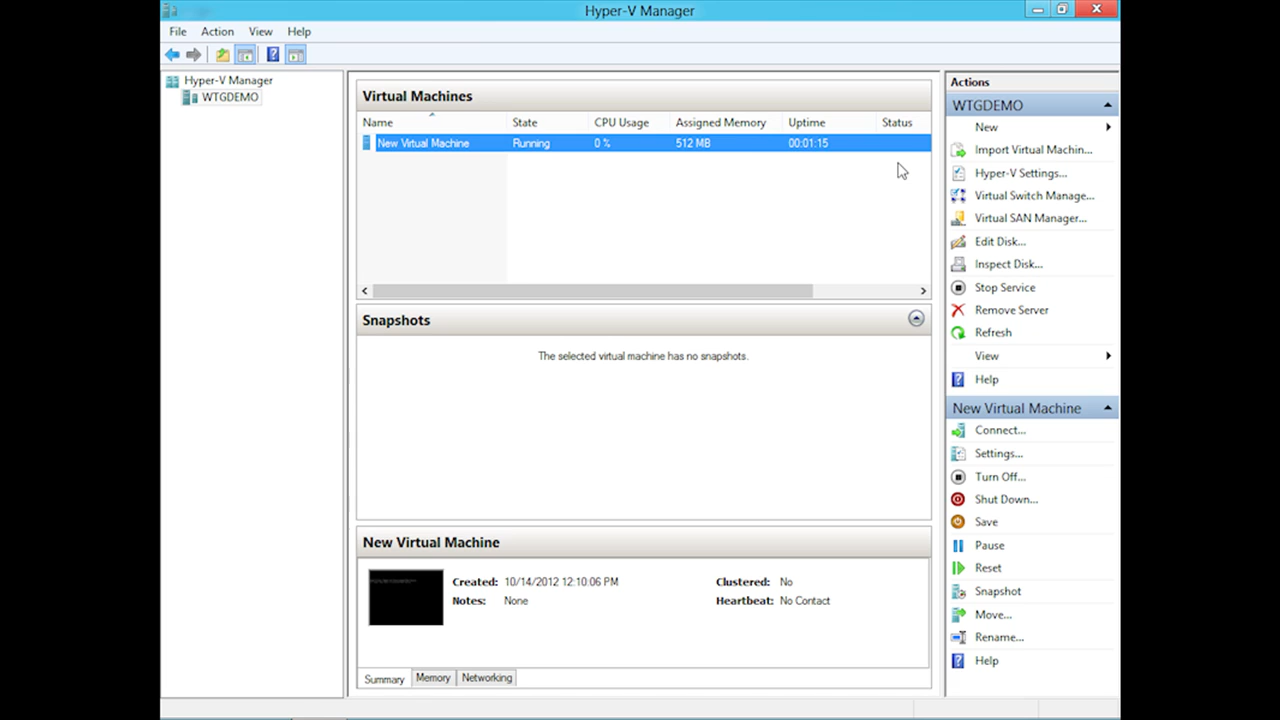 Hyper-V Manager
File Action View Help
Hyper-V Manager
WTGDEMO
Virtual Machines
Name State CPU Usage Assigned Memory Uptime Status
New Virtual Machine Running 0 % 512 MB 00:01:15
Snapshots
The selected virtual machine has no snapshots.
New Virtual Machine
Created: 10/14/2012 12:10:06 PM Clustered: No
Notes: None Heartbeat: No Contact
Summary Memory Networking
Actions
WTGDEMO
New
Import Virtual Machin...
Hyper-V Settings...
Virtual Switch Manage...
Virtual SAN Manager...
Edit Disk...
Inspect Disk...
Stop Service
Remove Server
Refresh
View
Help
New Virtual Machine
Connect...
Settings...
Turn Off...
Shut Down...
Save
Pause
Reset
Snapshot
Move...
Rename...
Help